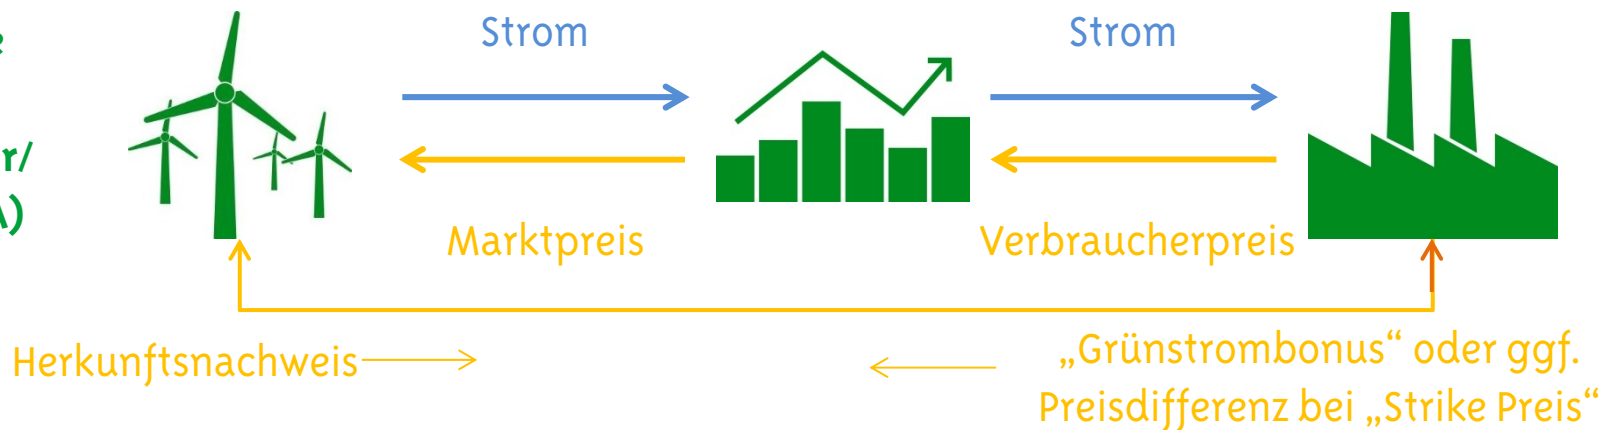 Strom
Strom
r/
A)
Marktpreis
Verbraucherpreis
Herkunftsnachweis
„Grünstrombonus“ oder ggf.
Preisdifferenz bei „Strike Preis“